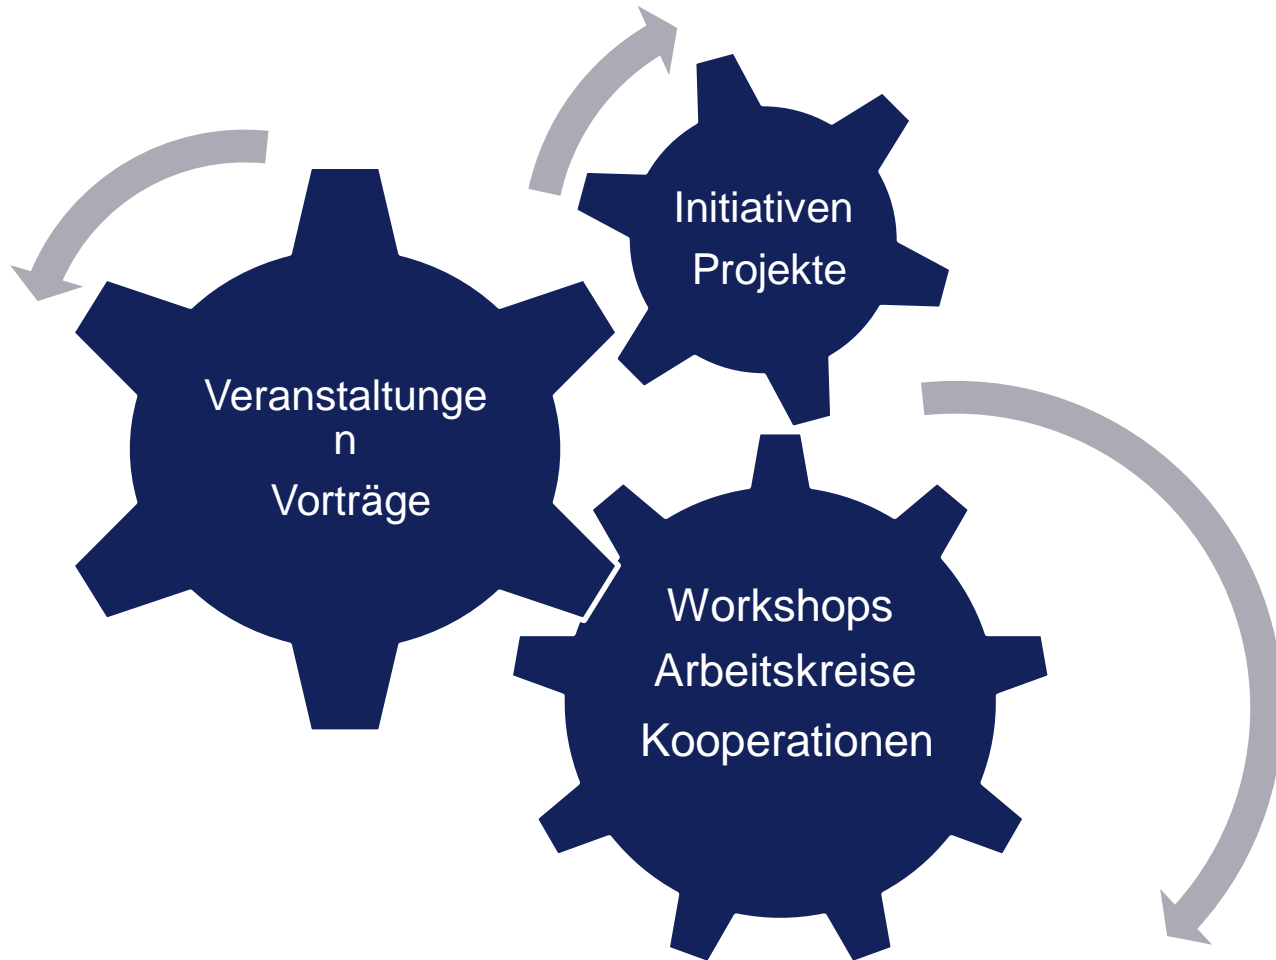 Initiativen
Projekte
Veranstaltunge
n
Vorträge
Workshops
Arbeitskreise
Kooperationen